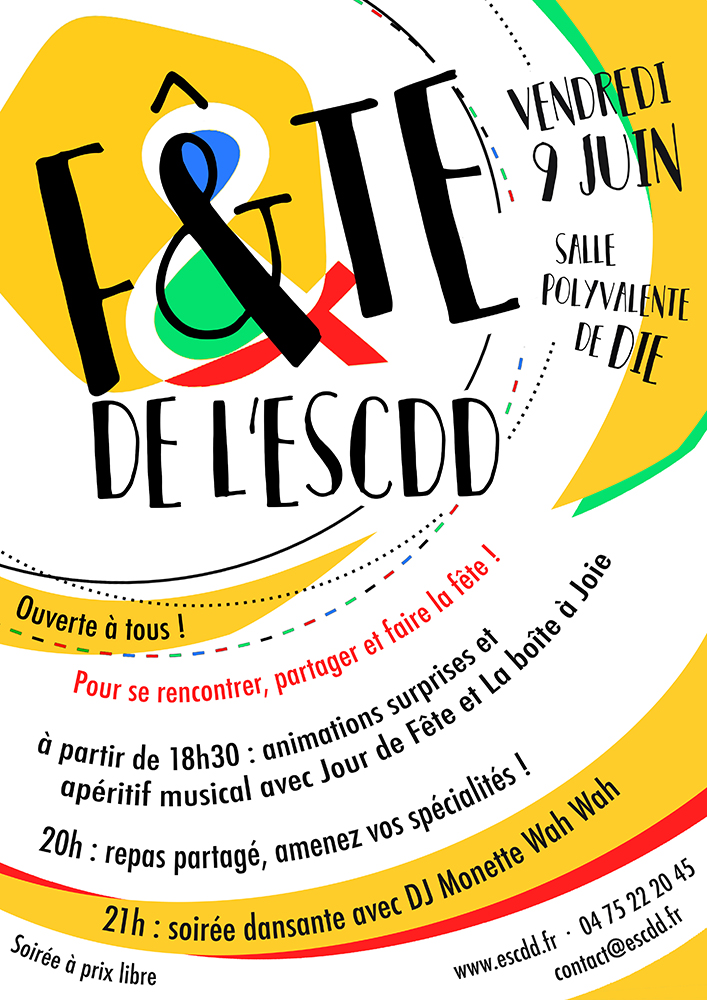 F&TE
DE L'ESCDD
VENDREDI
9 JUIN
SALLE
POLYVALENTE
DE DIE
Ouverte à tous !
Pour se rencontrer, partager et faire la fête !
à partir de 18h30 : animations surprises et
apéritif musical avec Jour de Fête et La boîte à Joie
20h : repas partagé, amenez vos spécialités !
21h : soirée dansante avec DJ Monette Wah Wah
Soirée à prix libre
www.escdd.fr · 04 75 22 20 45
contact@escdd.fr